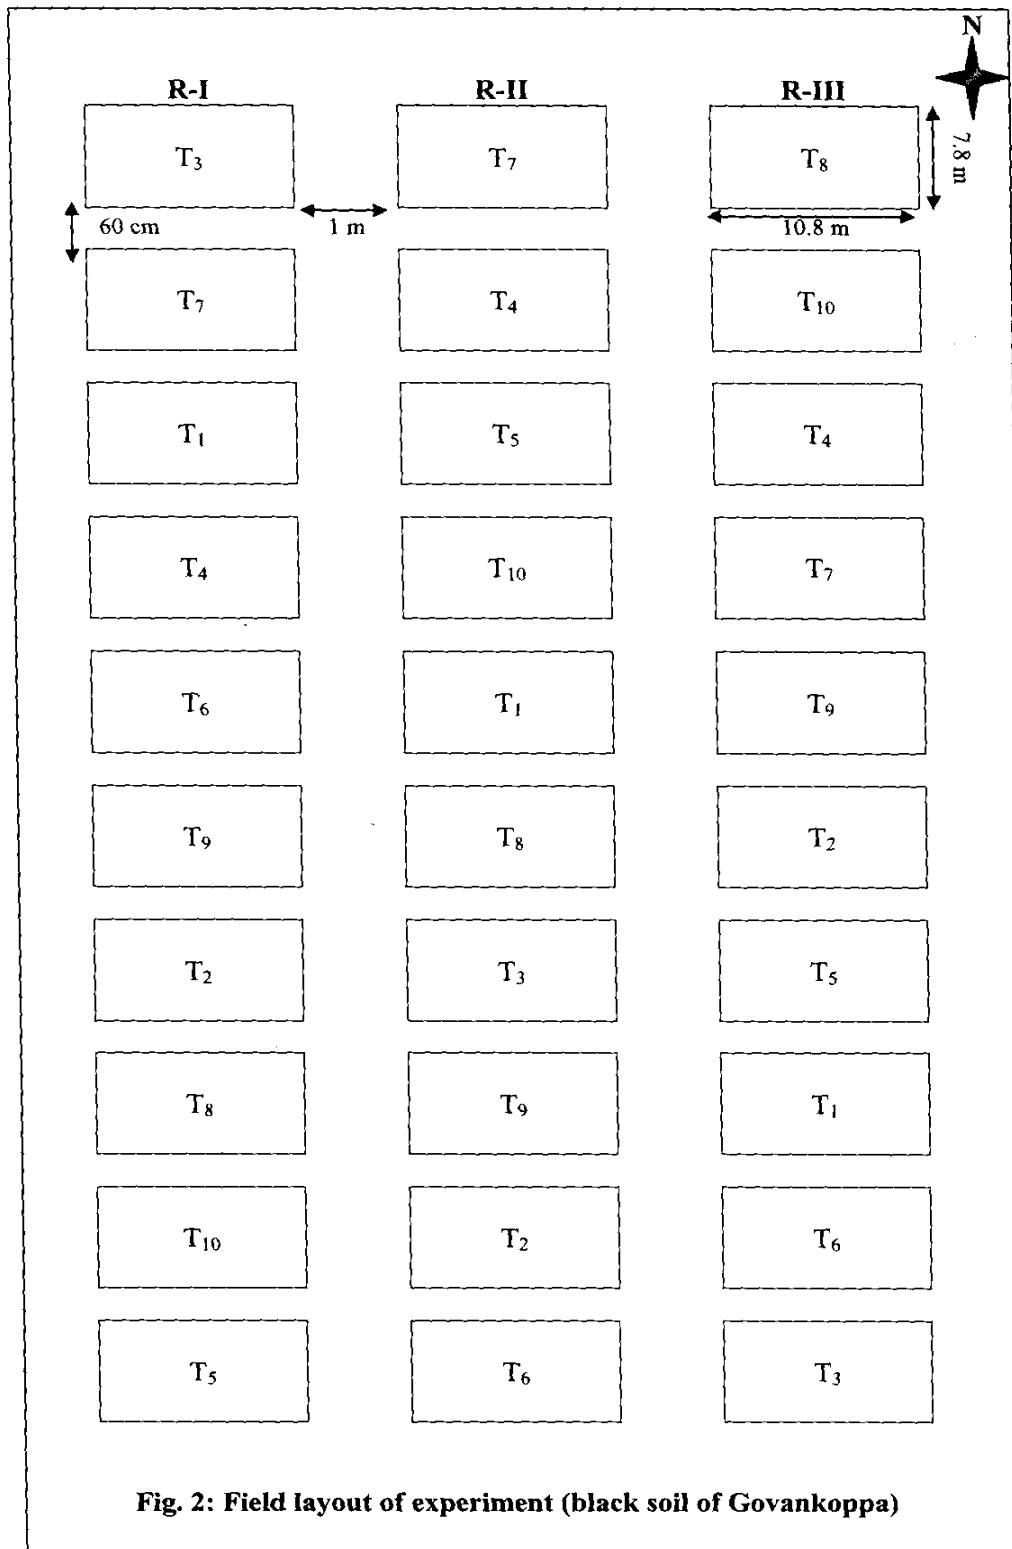 N
R-I R-II R-III
T₃ T₇ T₈
7.8 m
60 cm 1 m 10.8 m
T₇ T₄ T₁₀
T₁ T₅ T₄
T₄ T₁₀ T₇
T₆ T₁ T₉
T₉ T₈ T₂
T₂ T₃ T₅
T₈ T₉ T₁
T₁₀ T₂ T₆
T₅ T₆ T₃
Fig. 2: Field layout of experiment (black soil of Govankoppa)